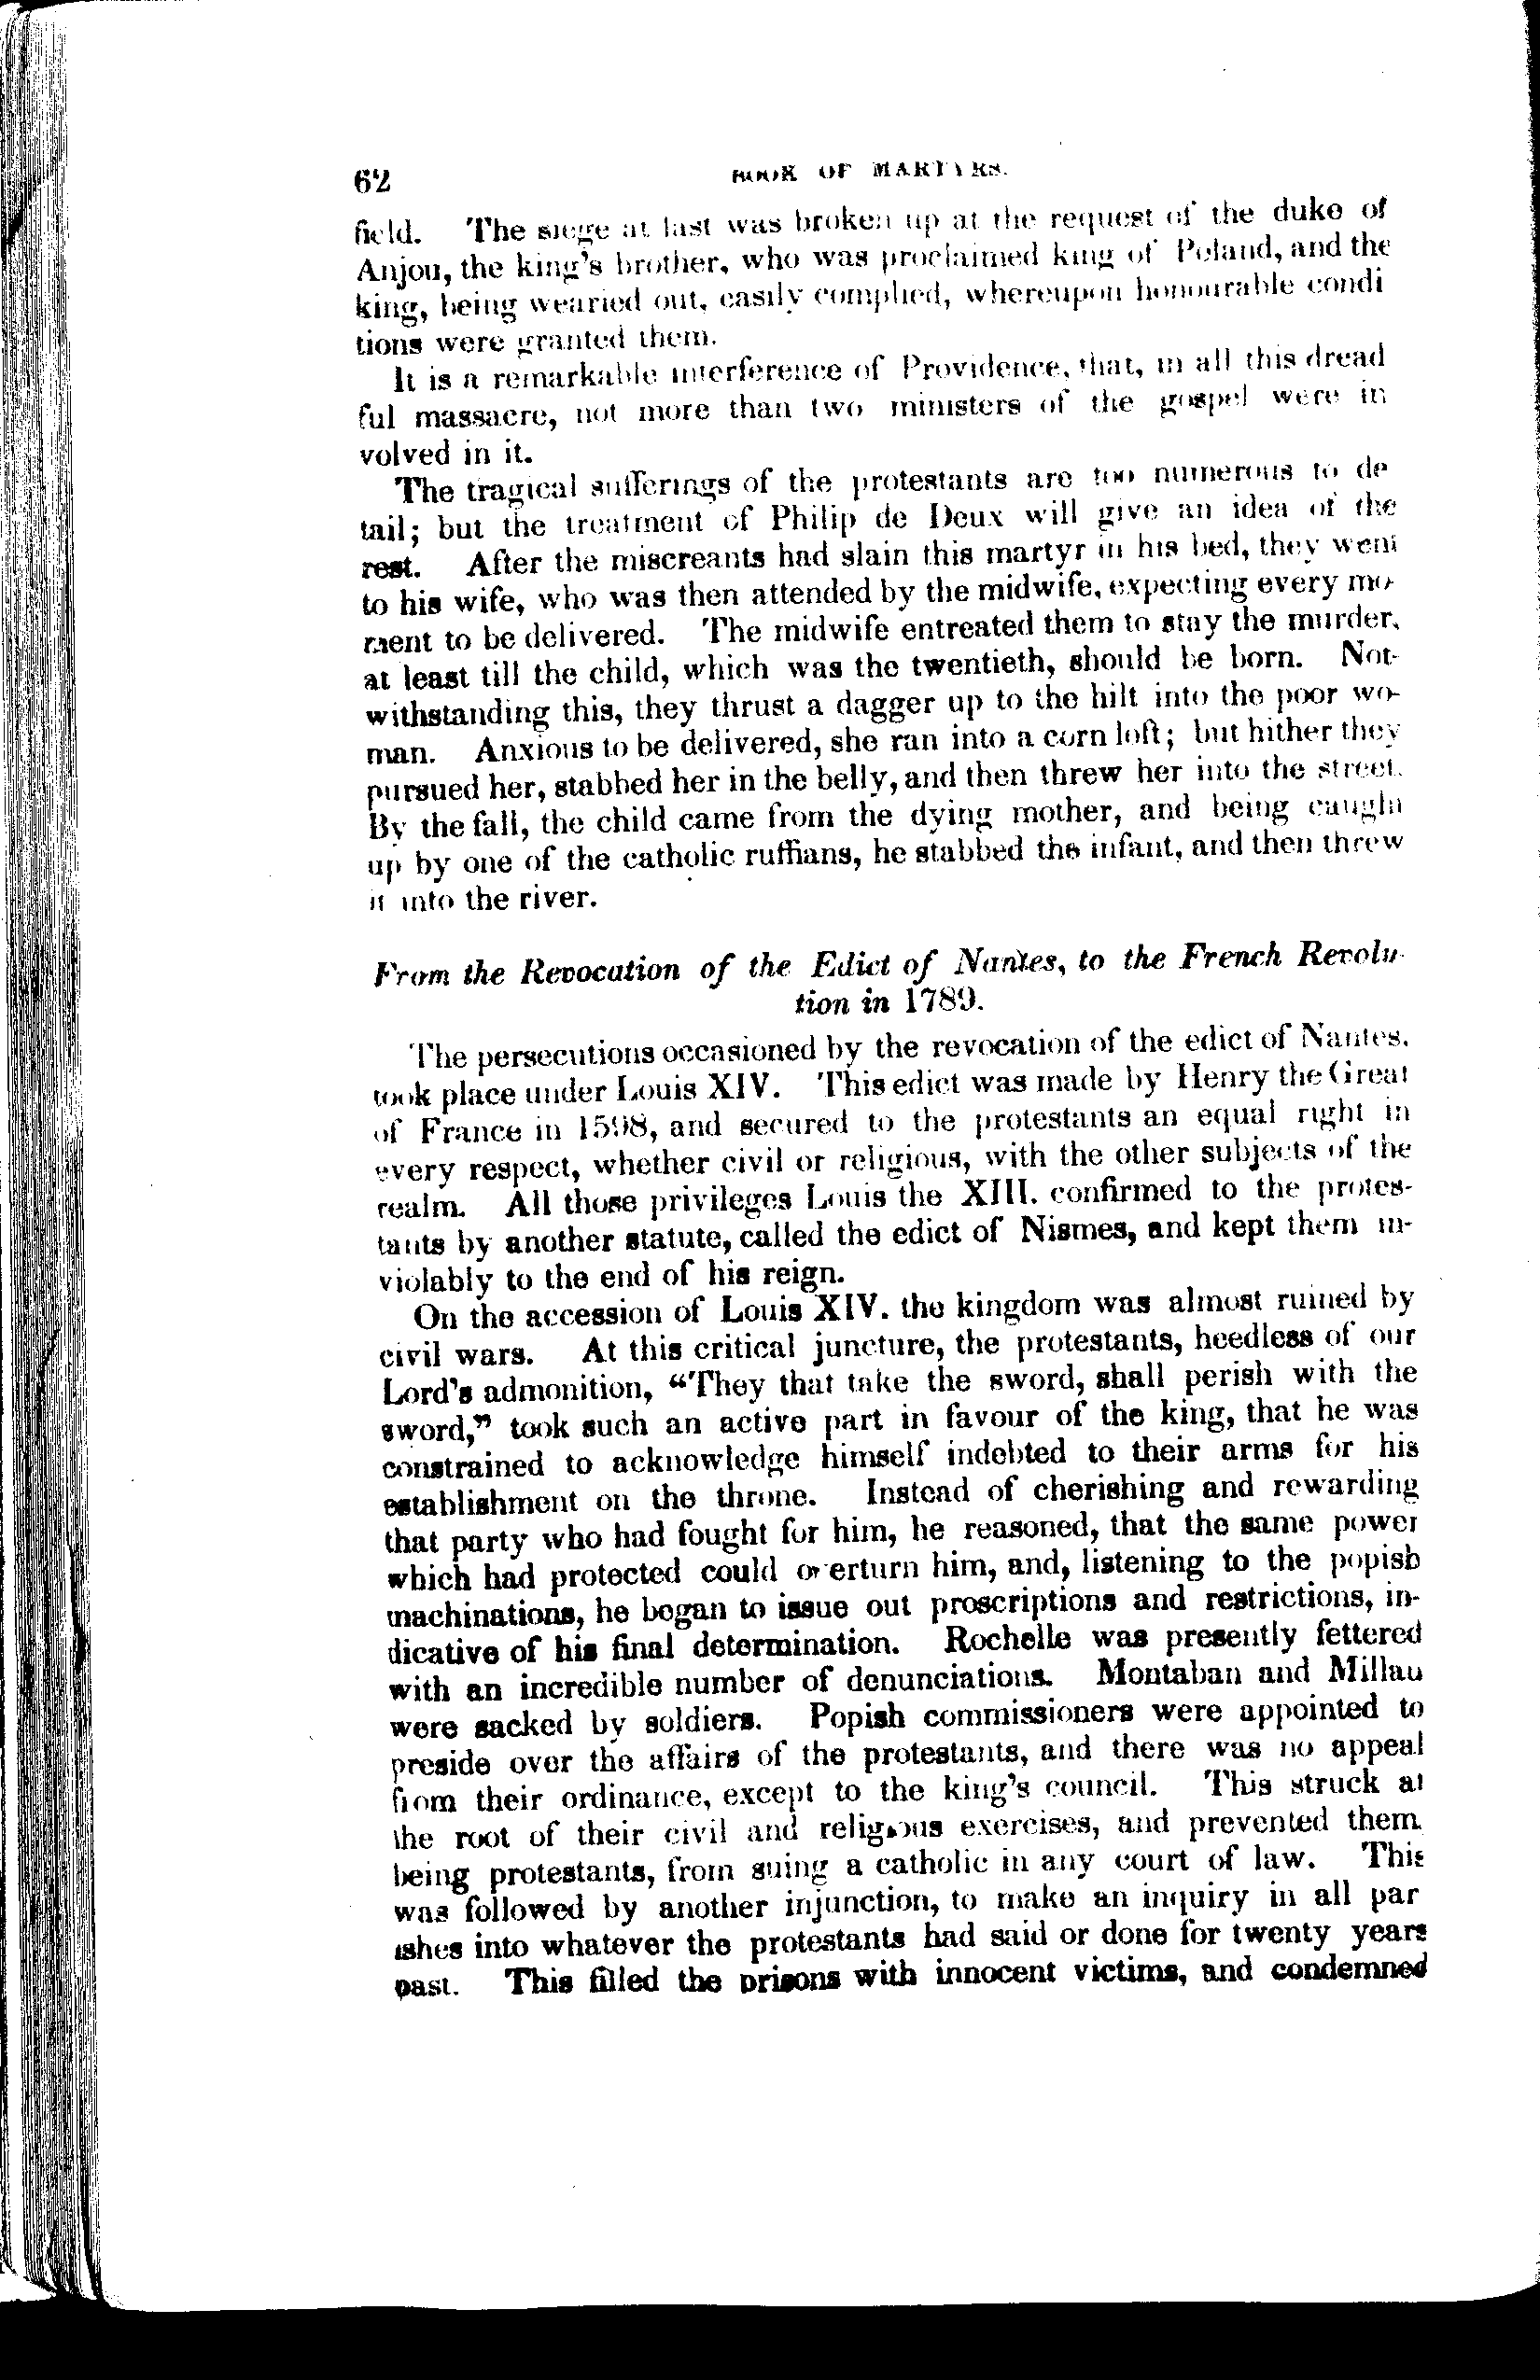 62 BOOK OF MARTYRS.
field. The siege at last was broken up at the request of the duke of
Anjou, the king's brother, who was proclaimed king of Poland, and the
king, being wearied out, easily complied, whereupon honourable condi
tions were granted them.
It is a remarkable interference of Providence, that, in all this dread
ful massacre, not more than two ministers of the gospel were in
volved in it.
The tragical sufferings of the protestants are too numerous to de
tail; but the treatment of Philip de Deux will give an idea of the
rest. After the miscreants had slain this martyr in his bed, they went
to his wife, who was then attended by the midwife, expecting every mo-
ment to be delivered. The midwife entreated them to stay the murder,
at least till the child, which was the twentieth, should be born. Not-
withstanding this, they thrust a dagger up to the hilt into the poor wo-
man. Anxious to be delivered, she ran into a corn loft; but hither they
pursued her, stabbed her in the belly, and then threw her into the street.
By the fall, the child came from the dying mother, and being caught
up by one of the catholic ruffians, he stabbed the infant, and then threw
it into the river.
From the Revocation of the Edict of Nantes, to the French Revolu-
tion in 1789.
The persecutions occasioned by the revocation of the edict of Nantes,
took place under Louis XIV. This edict was made by Henry the Great
of France in 1598, and secured to the protestants an equal right in
every respect, whether civil or religious, with the other subjects of the
realm. All those privileges Louis the XIII. confirmed to the protes-
tants by another statute, called the edict of Nismes, and kept them in-
violably to the end of his reign.
On the accession of Louis XIV. the kingdom was almost ruined by
civil wars. At this critical juncture, the protestants, heedless of our
Lord's admonition, "They that take the sword, shall perish with the
sword," took such an active part in favour of the king, that he was
constrained to acknowledge himself indebted to their arms for his
establishment on the throne. Instead of cherishing and rewarding
that party who had fought for him, he reasoned, that the same power
which had protected could overturn him, and, listening to the popish
machinations, he began to issue out proscriptions and restrictions, in-
dicative of his final determination. Rochelle was presently fettered
with an incredible number of denunciations. Montaban and Millau
were sacked by soldiers. Popish commissioners were appointed to
preside over the affairs of the protestants, and there was no appeal
from their ordinance, except to the king's council. This struck at
the root of their civil and religious exercises, and prevented them,
being protestants, from suing a catholic in any court of law. This
was followed by another injunction, to make an inquiry in all par
ishes into whatever the protestants had said or done for twenty years
past. This filled the prisons with innocent victims, and condemned